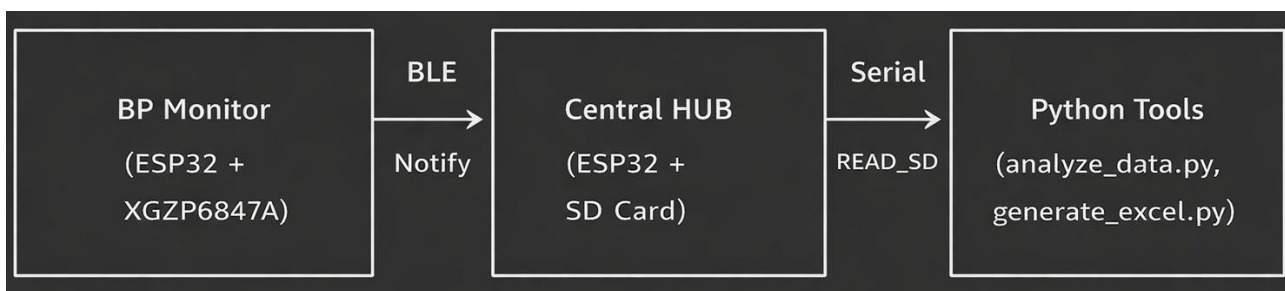 BP Monitor
(ESP32 +
XGZP6847A)
BLE
Notify
Central HUB
(ESP32 +
SD Card)
Serial
READ_SD
Python Tools
(analyze_data.py,
generate_excel.py)